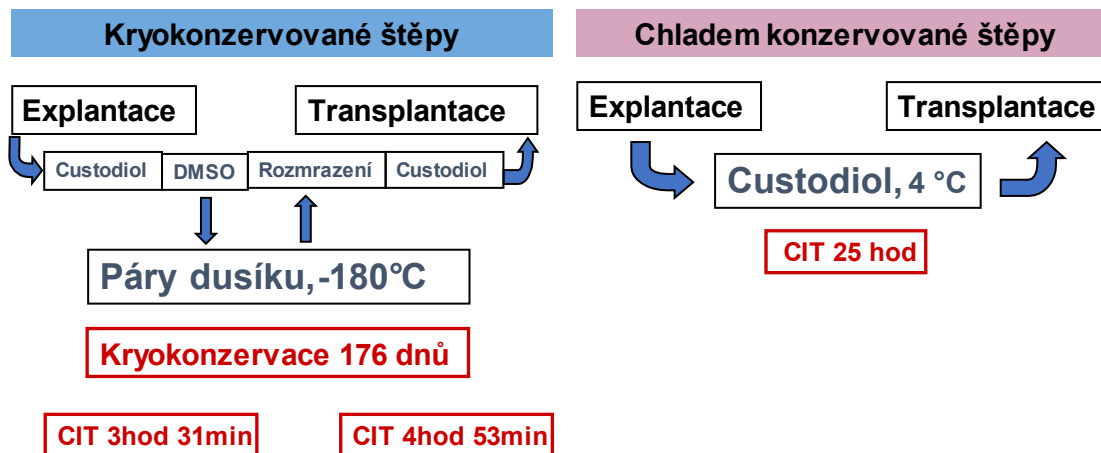 Kryokonzervované štěpy
Explantace
Transplantace
Custodiol
DMSO
Rozmrazení
Custodiol
Páry dusíku,-180°C
Kryokonzervace 176 dnů
CIT 3hod 31min
CIT 4hod 53min
Chladem konzervované štěpy
Explantace
Transplantace
Custodiol, 4 °C
CIT 25 hod